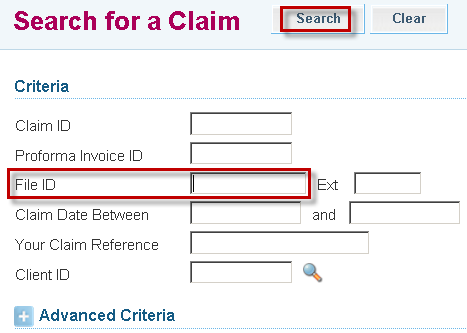 Search for a Claim Search Clear
Criteria
Claim ID
Proforma Invoice ID
File ID Ext
Claim Date Between and
Your Claim Reference
Client ID
Advanced Criteria